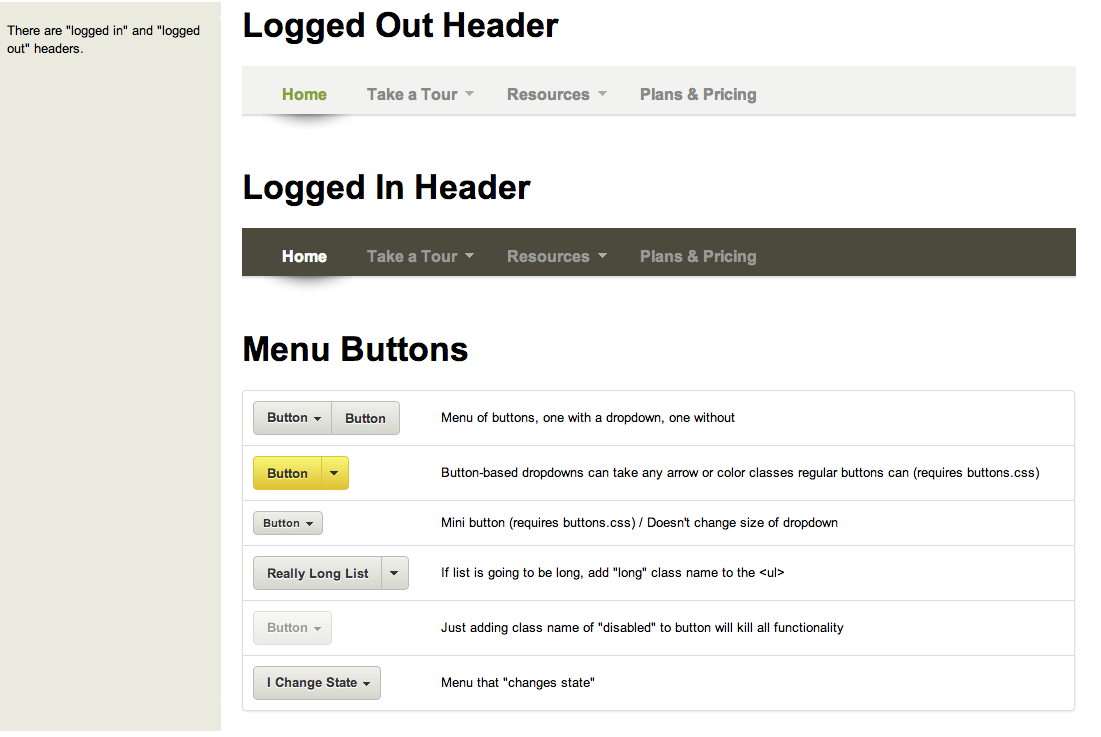 There are "logged in" and "logged
out" headers.
Logged Out Header
Home Take a Tour Resources Plans & Pricing
Logged In Header
Home Take a Tour Resources Plans & Pricing
Menu Buttons
Button Button Menu of buttons, one with a dropdown, one without
Button Button-based dropdowns can take any arrow or color classes regular buttons can (requires buttons.css)
Button Mini button (requires buttons.css) / Doesn't change size of dropdown
Really Long List If list is going to be long, add "long" class name to the <ul>
Button Just adding class name of "disabled" to button will kill all functionality
I Change State Menu that "changes state"